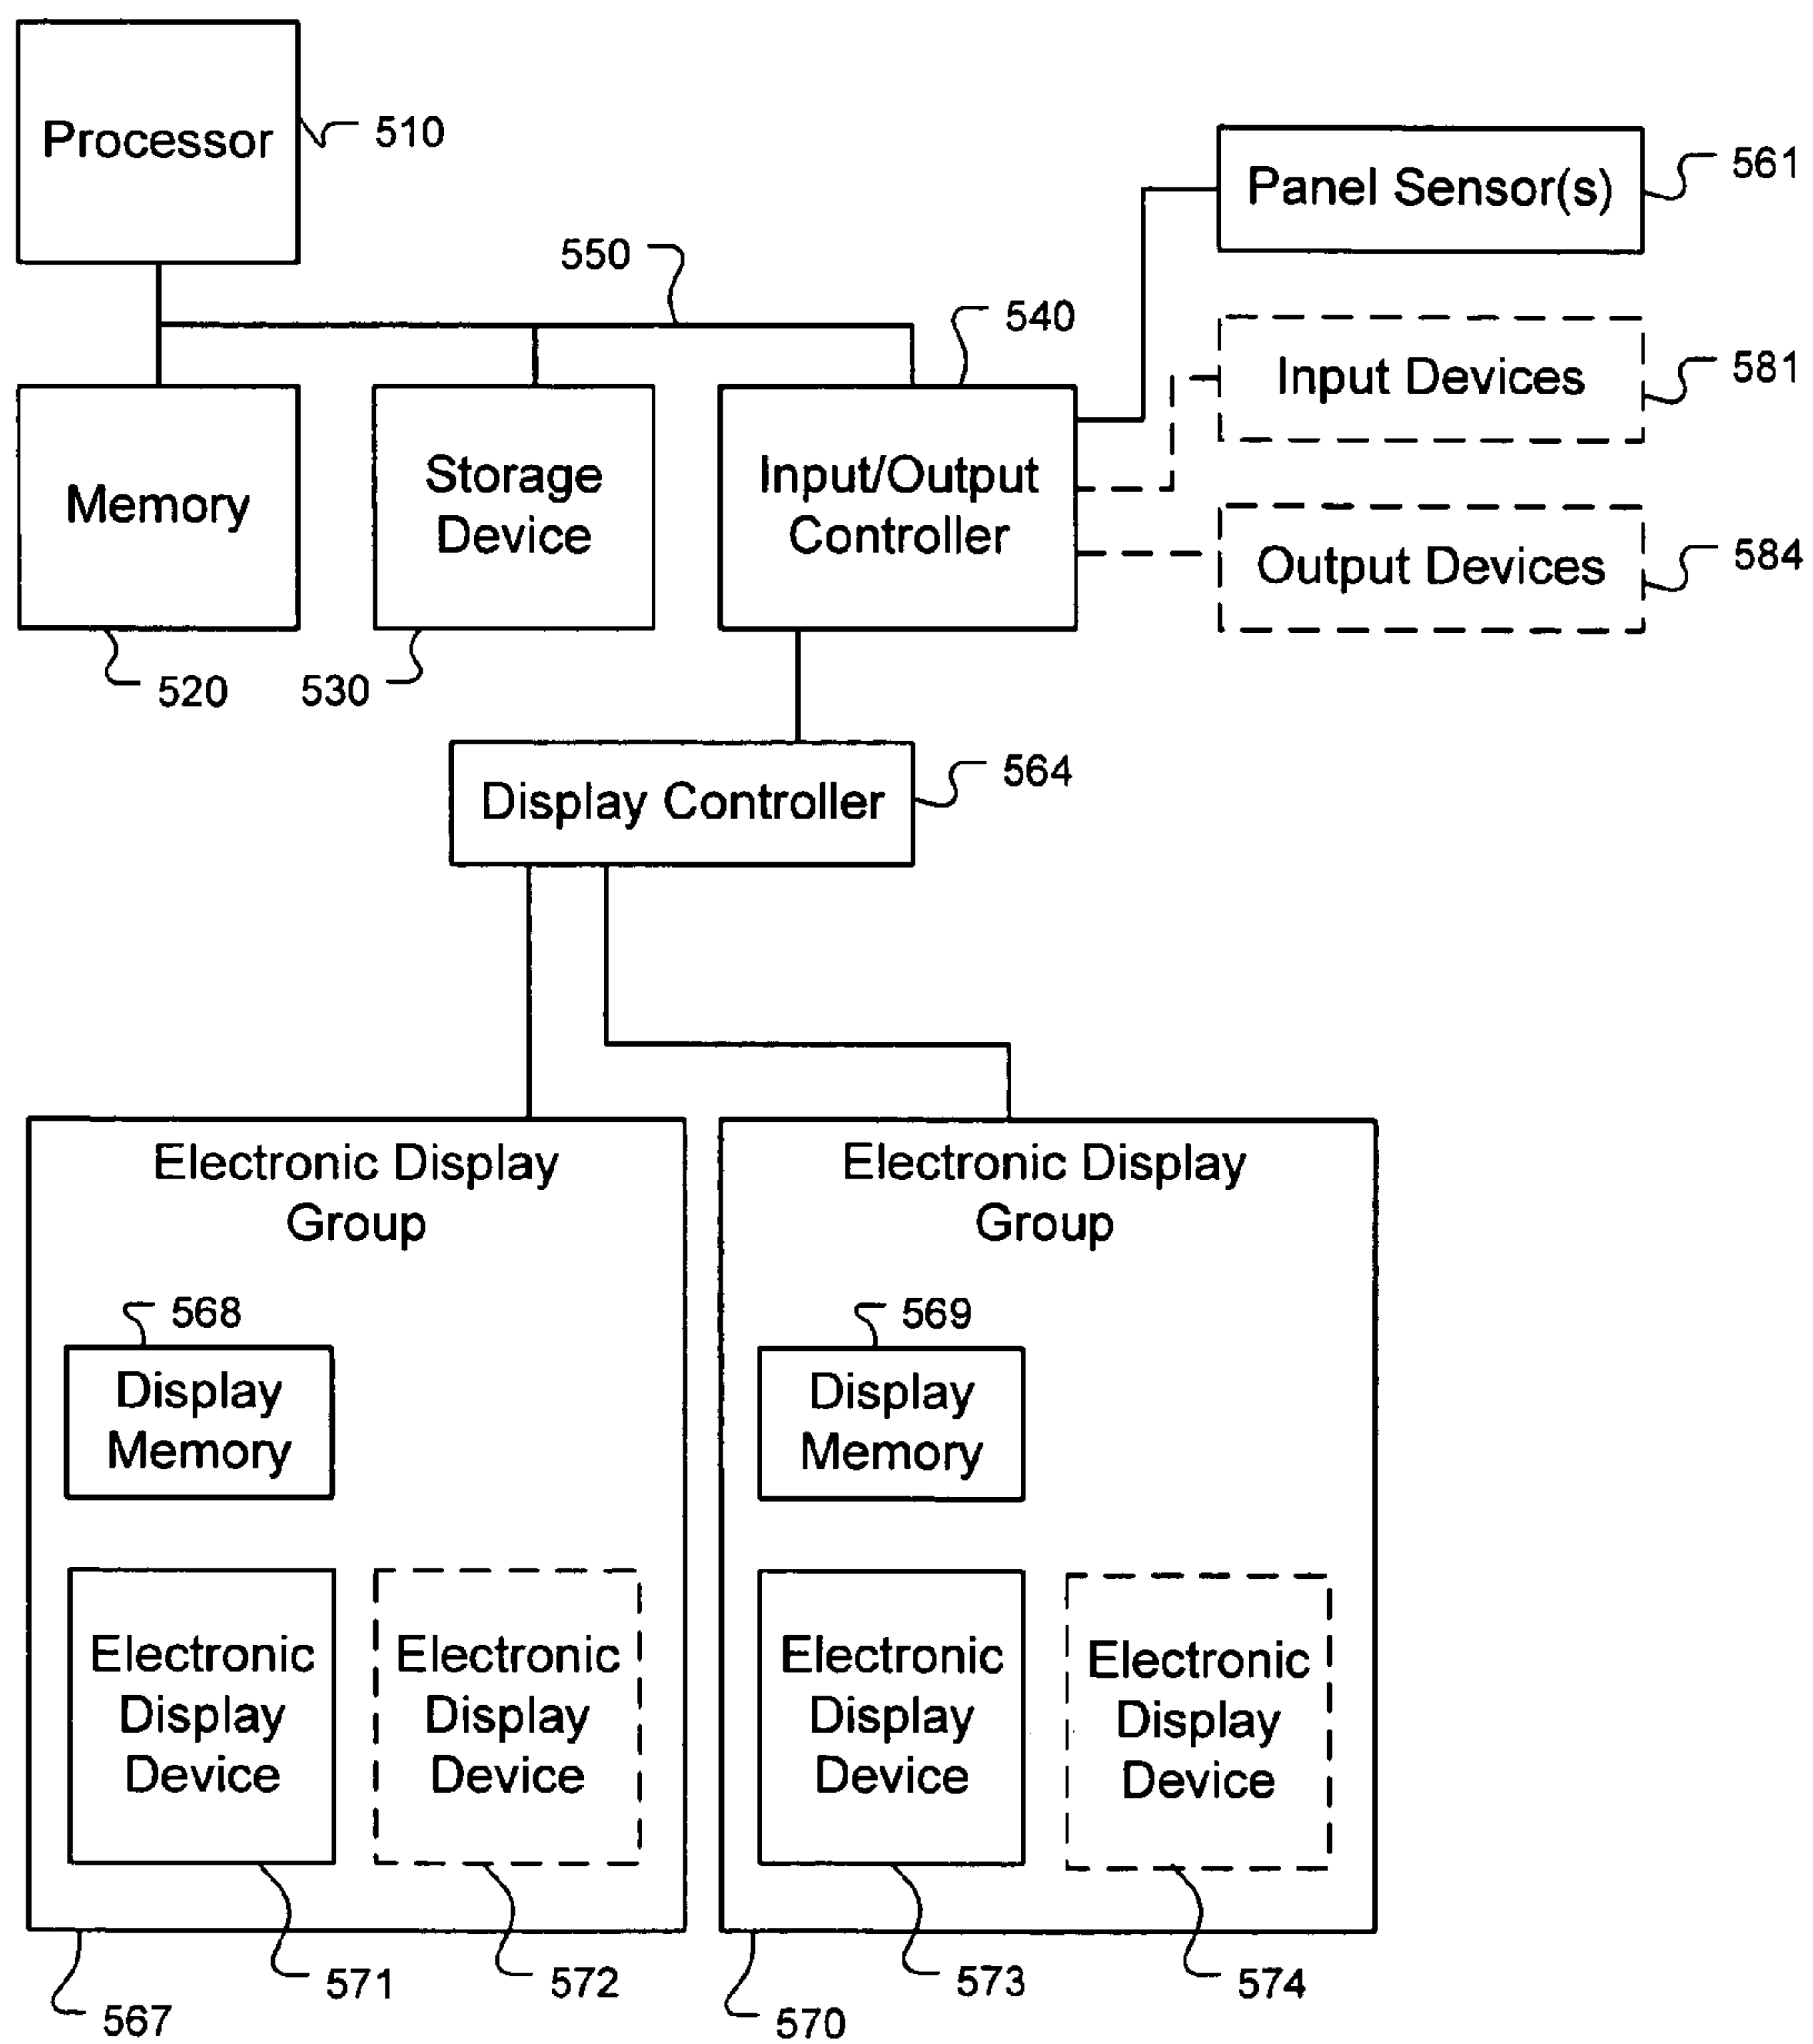 Processor
510
Panel Sensor(s)
561
550
540
Input Devices
581
Memory
Storage
Device
Input/Output
Controller
Output Devices
584
520
530
Display Controller
564
Electronic Display
Group
568
Display
Memory
Electronic
Display
Device
Electronic
Display
Device
571
572
567
Electronic Display
Group
569
Display
Memory
Electronic
Display
Device
Electronic
Display
Device
573
574
570